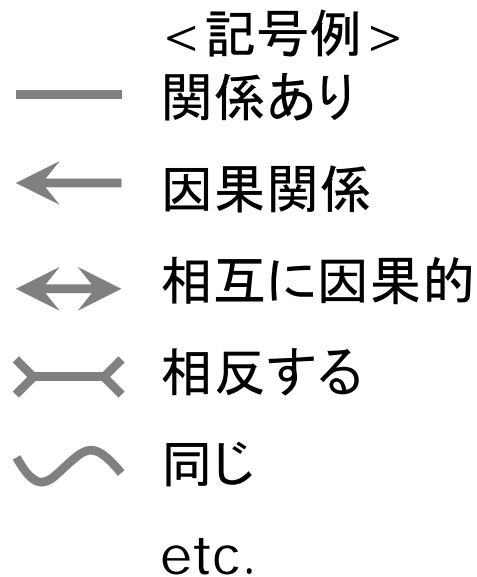 ＜記号例＞
関係あり
因果関係
相互に因果的
相反する
同じ
etc.